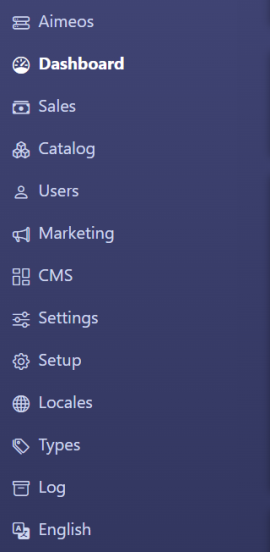 Aimeos
Dashboard
Sales
Catalog
Users
Marketing
CMS
Settings
Setup
Locales
Types
Log
English